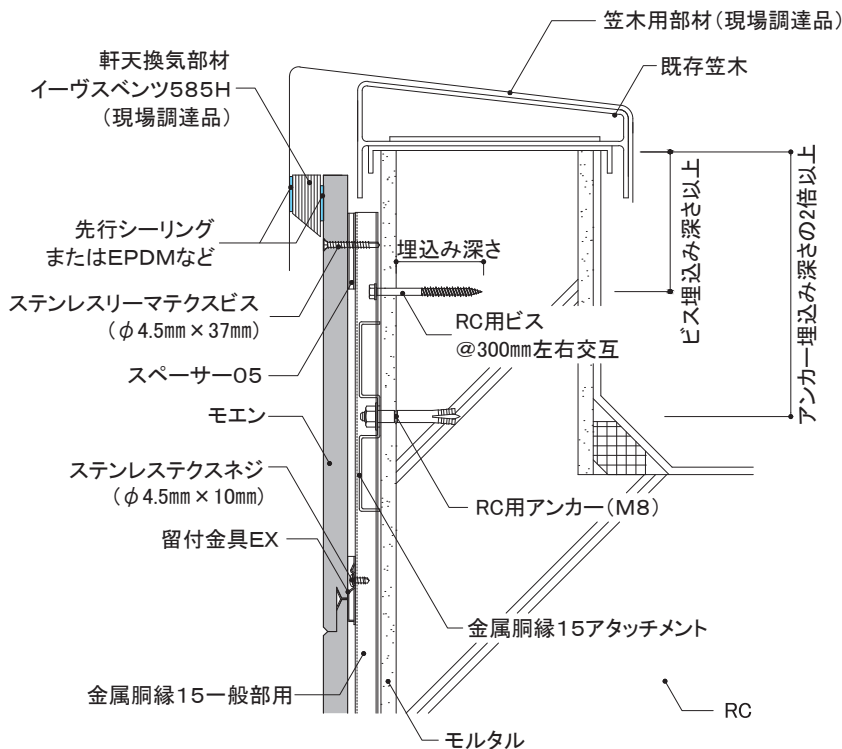 笠木用部材（現場調達品）
既存笠木
軒天換気部材
イーヴスベンツ585H
（現場調達品）
先行シーリング
またはEPDMなど
ステンレスリーマテクスビス
（φ4.5mm×37mm）
スペーサー05
モエン
ステンレステクスネジ
（φ4.5mm×10mm）
留付金具EX
金属胴縁15一般部用
埋込み深さ
RC用ビス
@300mm左右交互
RC用アンカー（M8）
金属胴縁15アタッチメント
モルタル
RC
ビス埋込み深さ以上
アンカー埋込み深さの2倍以上